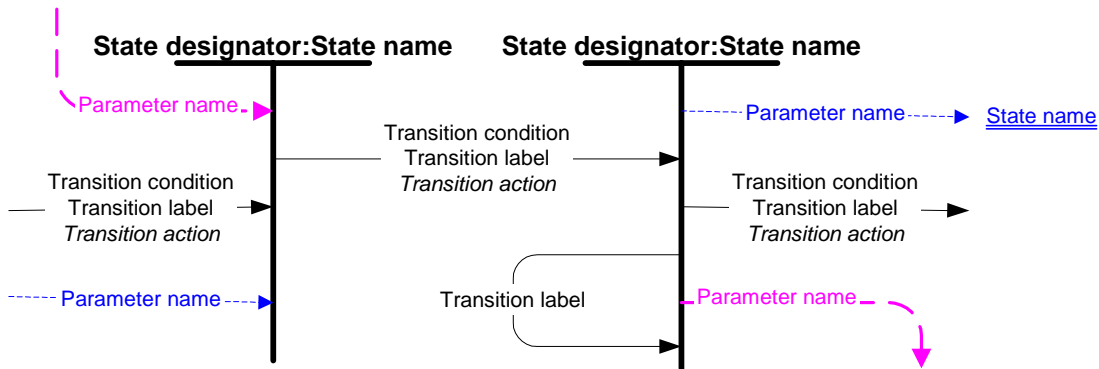 State designator:State name
State designator:State name
Parameter name
Parameter name
State name
Transition condition
Transition label
Transition action
Transition condition
Transition label
Transition action
Transition condition
Transition label
Transition action
Parameter name
Transition label
Parameter name